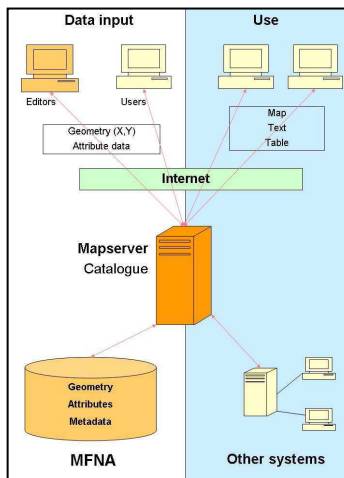 Data input
Use
Editors
Users
Geometry (X,Y)
Attribute data
Map
Text
Table
Internet
Mapserver
Catalogue
Geometry
Attributes
Metadata
MFNA
Other systems